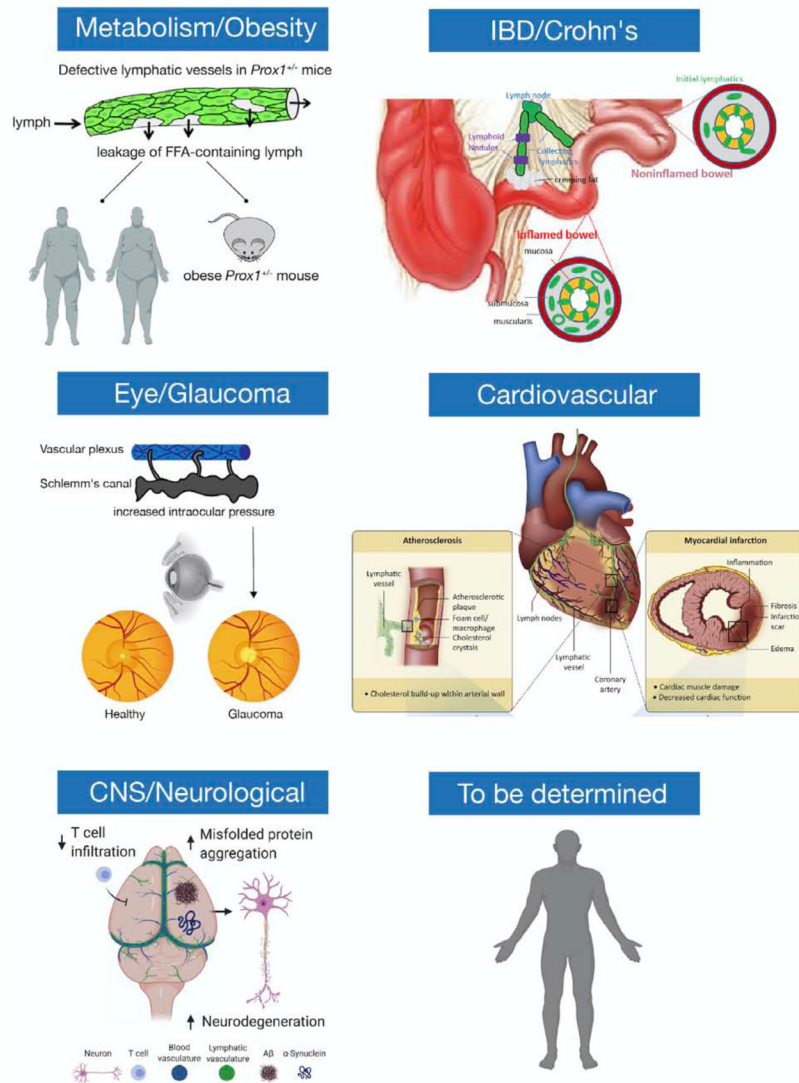 Metabolism/Obesity
Defective lymphatic vessels in Prox1+/- mice
lymph
leakage of FFA-containing lymph
obese Prox1+/- mouse
IBD/Crohn's
Initial lymphatics
Lymph node
Lymphoid
Nodules
Collecting
lymphatics
creeping fat
Noninflamed bowel
Inflamed bowel
mucosa
submucosa
muscularis
Eye/Glaucoma
Vascular plexus
Schlemm's canal
increased intraocular pressure
Healthy
Glaucoma
Cardiovascular
Atherosclerosis
Lymphatic
vessel
Atherosclerotic
plaque
Foam cell/
macrophage
Cholesterol
crystals
• Cholesterol build-up within arterial wall
Lymph nodes
Lymphatic
vessel
Coronary
artery
Myocardial infarction
Inflammation
Fibrosis
Infarction
scar
Edema
• Cardiac muscle damage
• Decreased cardiac function
CNS/Neurological
↓ T cell
infiltration
↑ Misfolded protein
aggregation
↑ Neurodegeneration
Neuron
T cell
Blood
vasculature
Lymphatic
vasculature
Aβ
α-Synuclein
To be determined